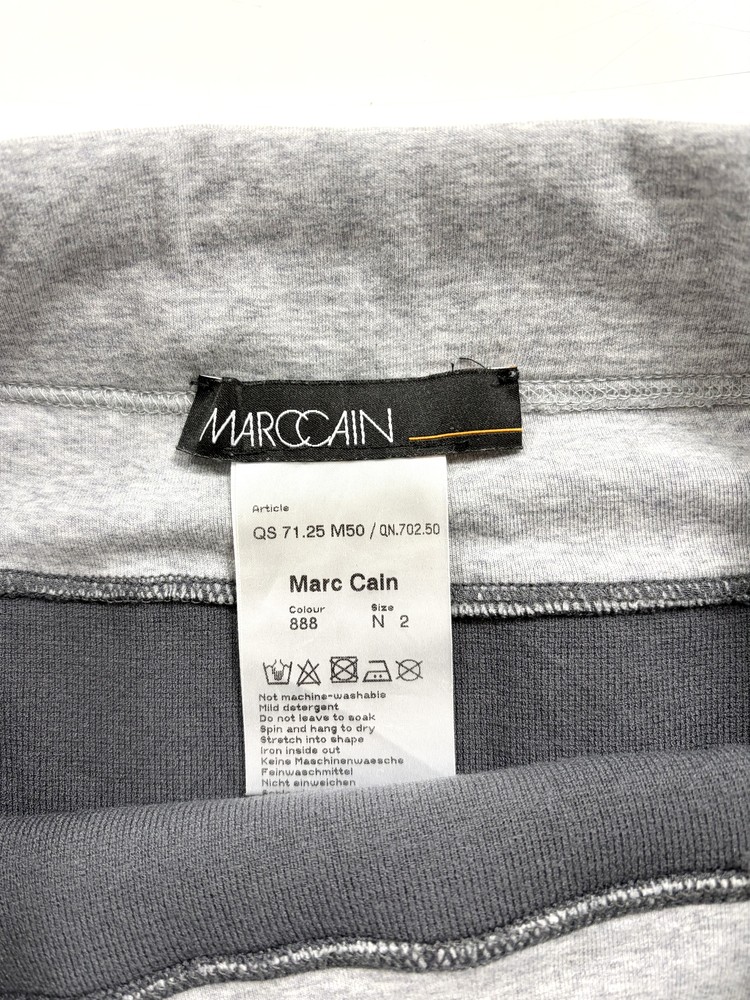 MARCCAIN
Article
QS 71.25 M50 / QN.702.50
Marc Cain
Colour Size
888 N 2
Not machine-washable
Mild detergent
Do not leave to soak
Spin and hang to dry
Stretch into shape
Iron inside out
Keine Maschinenwaesche
Feinwaschmittel
Nicht einweichen